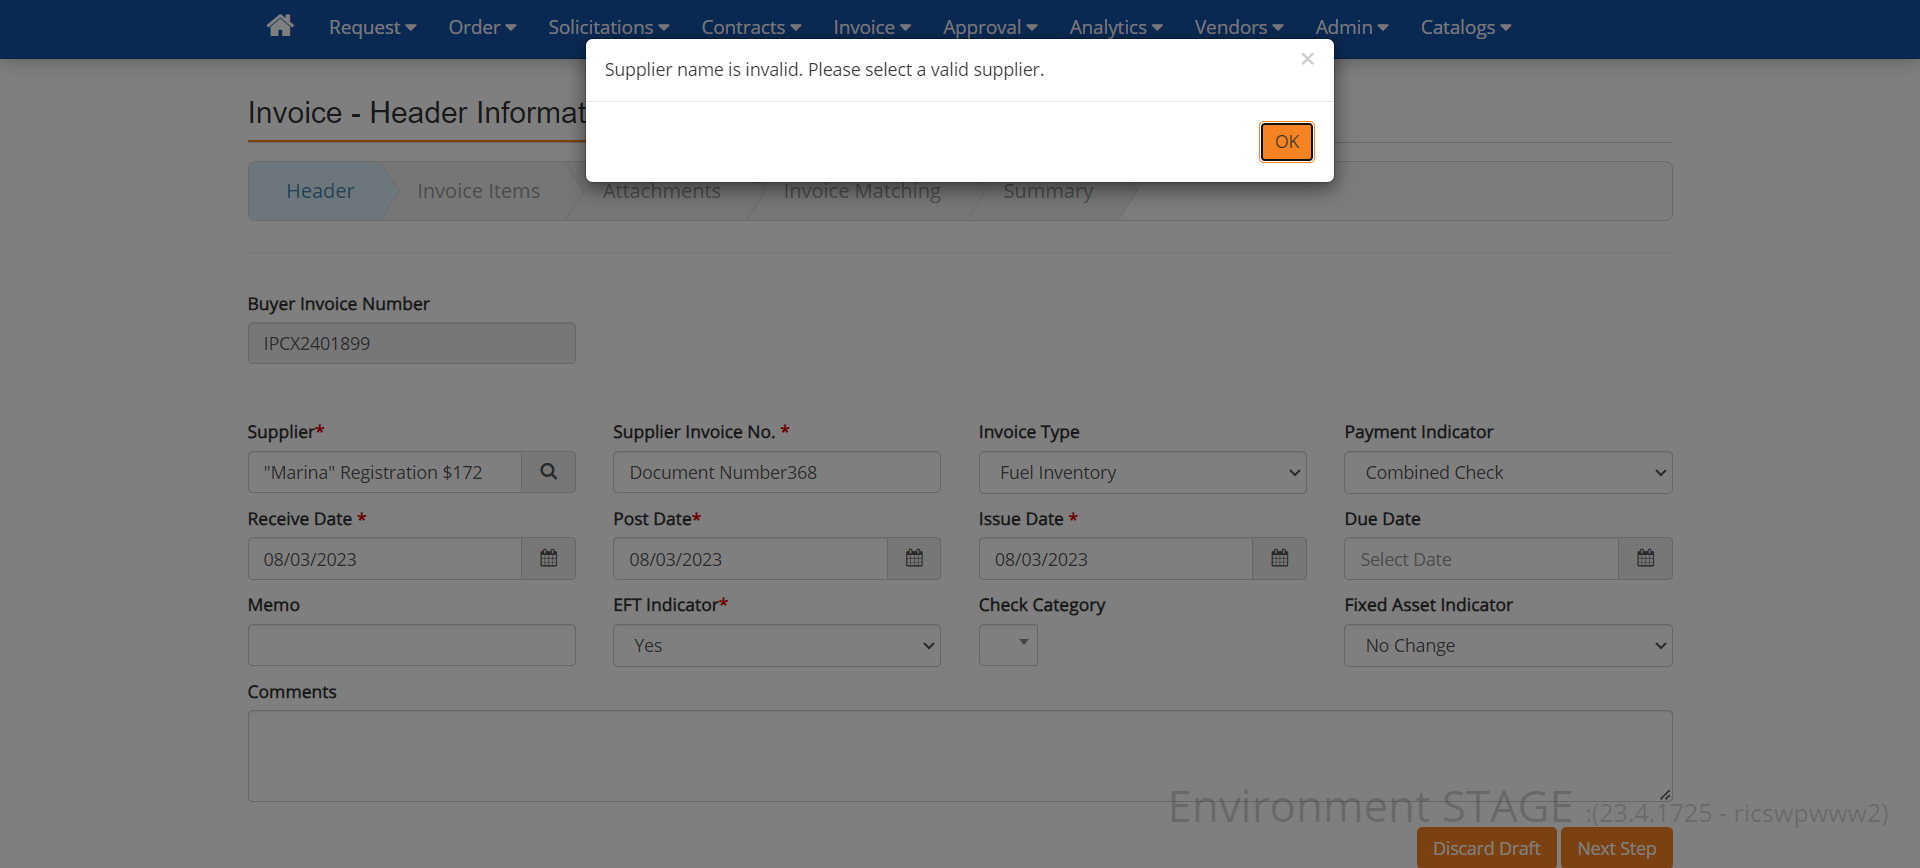 Request Order Solicitations Contracts Invoice Approval Analytics Vendors Admin Catalogs
Supplier name is invalid. Please select a valid supplier.
×
OK
Invoice - Header Informat
Header Invoice Items Attachments Invoice Matching Summary
Buyer Invoice Number
IPCX2401899
Supplier* Supplier Invoice No. * Invoice Type Payment Indicator
"Marina" Registration $172 Document Number368 Fuel Inventory Combined Check
Receive Date * Post Date* Issue Date * Due Date
08/03/2023 08/03/2023 08/03/2023 Select Date
Memo EFT Indicator* Check Category Fixed Asset Indicator
Yes No Change
Comments
Environment STAGE :(23.4.1725 - ricswpwww2)
Discard Draft Next Step